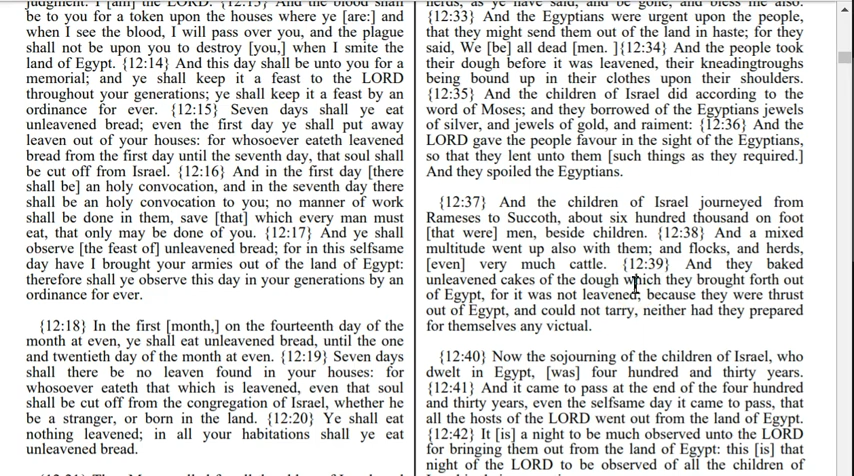 judgment: I [am] the LORD. {12:13} And the blood shall
be to you for a token upon the houses where ye [are:] and
when I see the blood, I will pass over you, and the plague
shall not be upon you to destroy [you,] when I smite the
land of Egypt. {12:14} And this day shall be unto you for a
memorial; and ye shall keep it a feast to the LORD
throughout your generations; ye shall keep it a feast by an
ordinance for ever. {12:15} Seven days shall ye eat
unleavened bread; even the first day ye shall put away
leaven out of your houses: for whosoever eateth leavened
bread from the first day until the seventh day, that soul shall
be cut off from Israel. {12:16} And in the first day [there
shall be] an holy convocation, and in the seventh day there
shall be an holy convocation to you; no manner of work
shall be done in them, save [that] which every man must
eat, that only may be done of you. {12:17} And ye shall
observe [the feast of] unleavened bread; for in this selfsame
day have I brought your armies out of the land of Egypt:
therefore shall ye observe this day in your generations by an
ordinance for ever.
{12:18} In the first [month,] on the fourteenth day of the
month at even, ye shall eat unleavened bread, until the one
and twentieth day of the month at even. {12:19} Seven days
shall there be no leaven found in your houses: for
whosoever eateth that which is leavened, even that soul
shall be cut off from the congregation of Israel, whether he
be a stranger, or born in the land. {12:20} Ye shall eat
nothing leavened; in all your habitations shall ye eat
unleavened bread.
herds, as ye have said, and be gone; and bless me also.
{12:33} And the Egyptians were urgent upon the people,
that they might send them out of the land in haste; for they
said, We [be] all dead [men. ]{12:34} And the people took
their dough before it was leavened, their kneadingtroughs
being bound up in their clothes upon their shoulders.
{12:35} And the children of Israel did according to the
word of Moses; and they borrowed of the Egyptians jewels
of silver, and jewels of gold, and raiment: {12:36} And the
LORD gave the people favour in the sight of the Egyptians,
so that they lent unto them [such things as they required.]
And they spoiled the Egyptians.
{12:37} And the children of Israel journeyed from
Rameses to Succoth, about six hundred thousand on foot
[that were] men, beside children. {12:38} And a mixed
multitude went up also with them; and flocks, and herds,
[even] very much cattle. {12:39} And they baked
unleavened cakes of the dough which they brought forth out
of Egypt, for it was not leavened; because they were thrust
out of Egypt, and could not tarry, neither had they prepared
for themselves any victual.
{12:40} Now the sojourning of the children of Israel, who
dwelt in Egypt, [was] four hundred and thirty years.
{12:41} And it came to pass at the end of the four hundred
and thirty years, even the selfsame day it came to pass, that
all the hosts of the LORD went out from the land of Egypt.
{12:42} It [is] a night to be much observed unto the LORD
for bringing them out from the land of Egypt: this [is] that
night of the LORD to be observed of all the children of